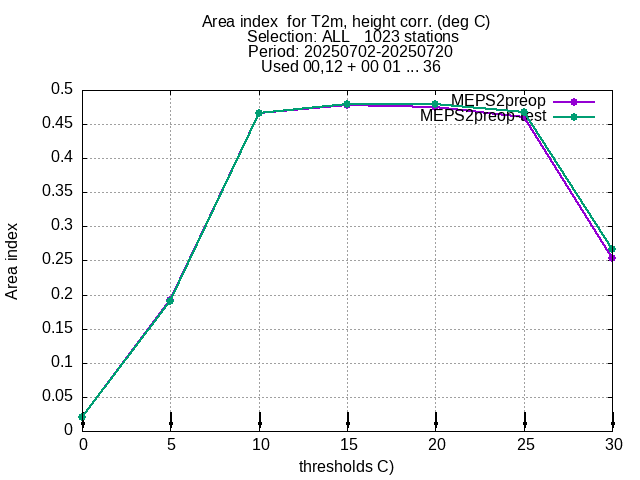 Area index  for T2m, height corr. (deg C)
Selection: ALL   1023 stations
Period: 20250702-20250720
Used 00,12 + 00 01 ... 36
0.5
MEPS2preop
MEPS2preop test
0.45
0.4
0.35
0.3
0.25
0.2
0.15
0.1
0.05
0
Area index
0 5 10 15 20 25 30
thresholds C)